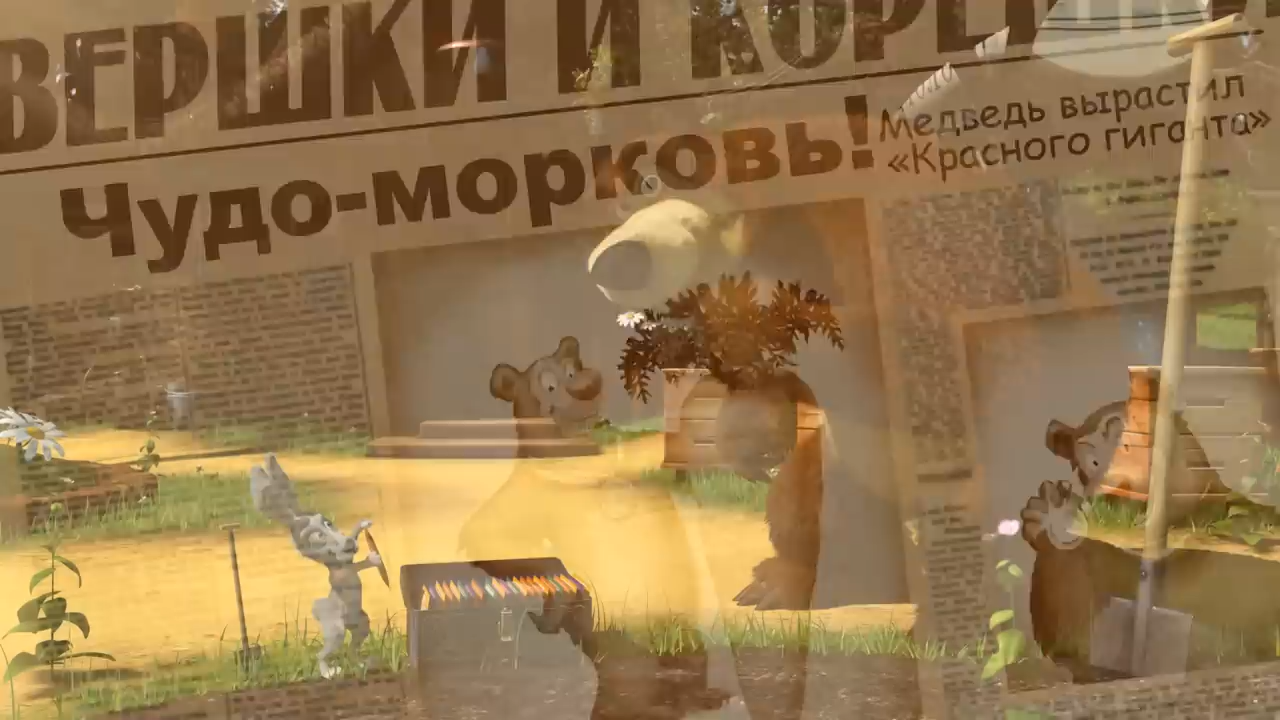 ВЕРШКИ И КОРЕШКИ
Чудо-морковь!
Медведь вырастил
«Красного гиганта»